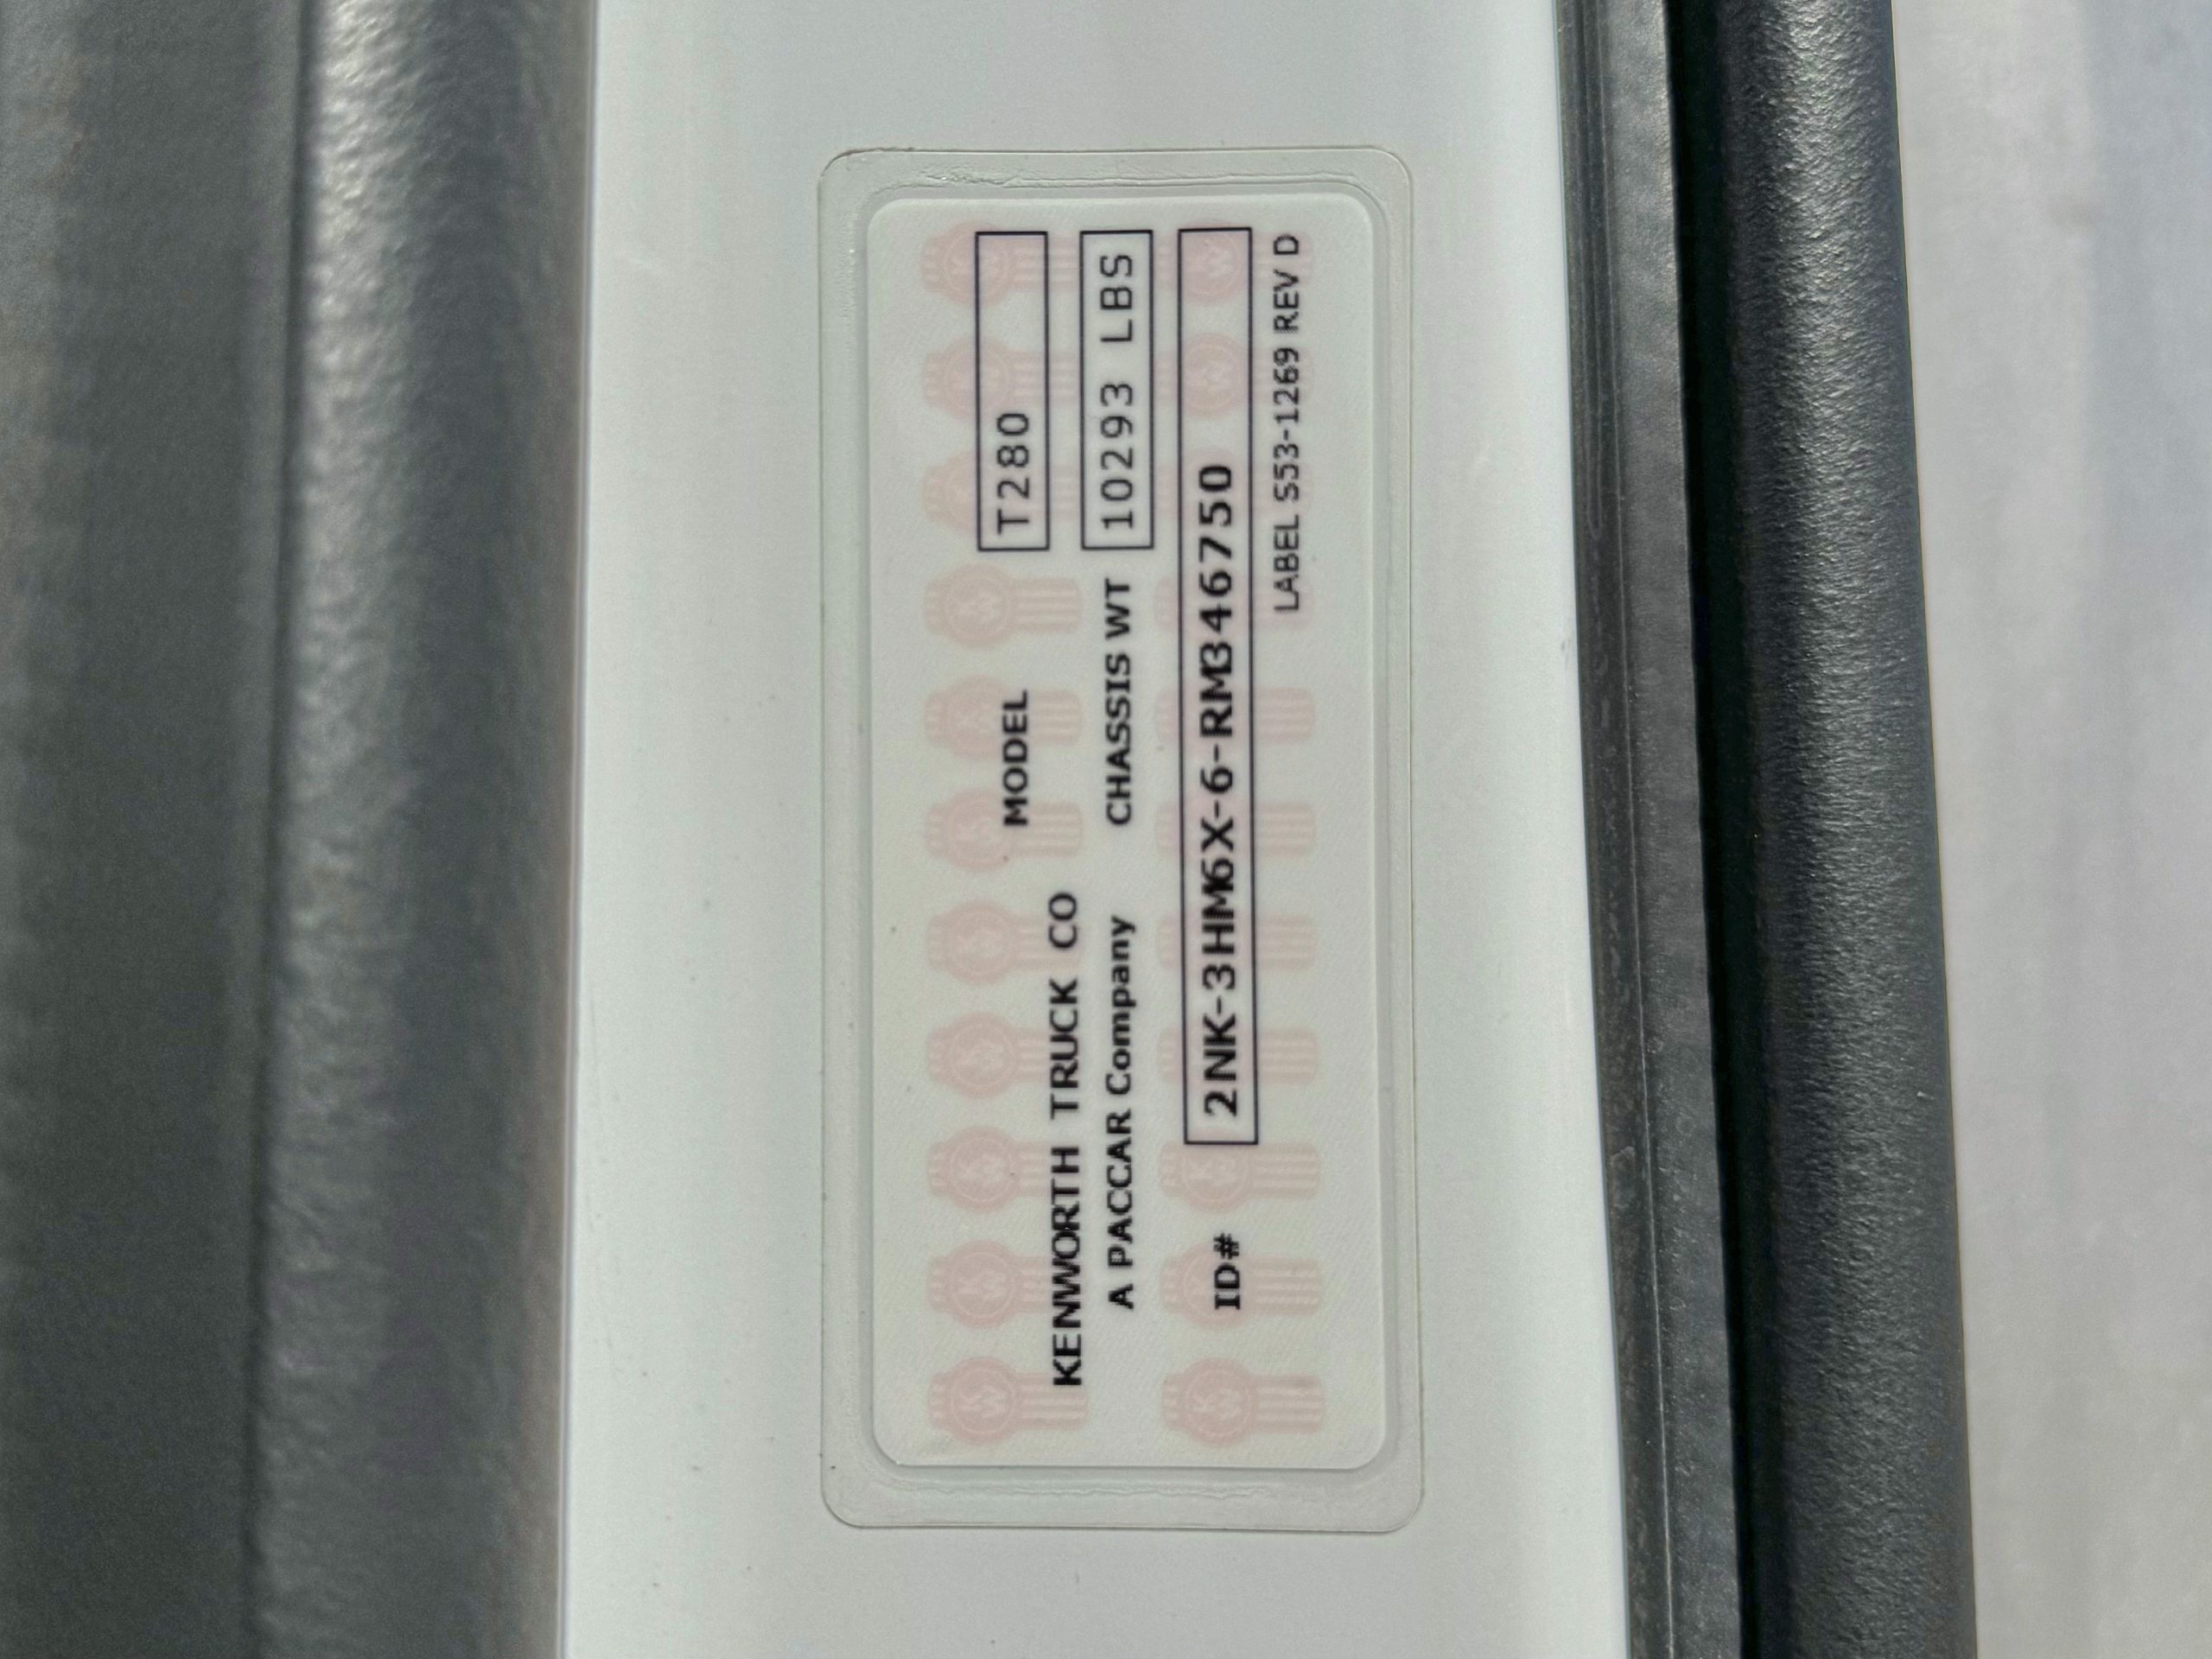 KENWORTH TRUCK CO
A PACCAR Company
MODEL T280
CHASSIS WT 10293 LBS
ID# 2NK-3HM6X-6-RM346750
LABEL S53-1269 REV D